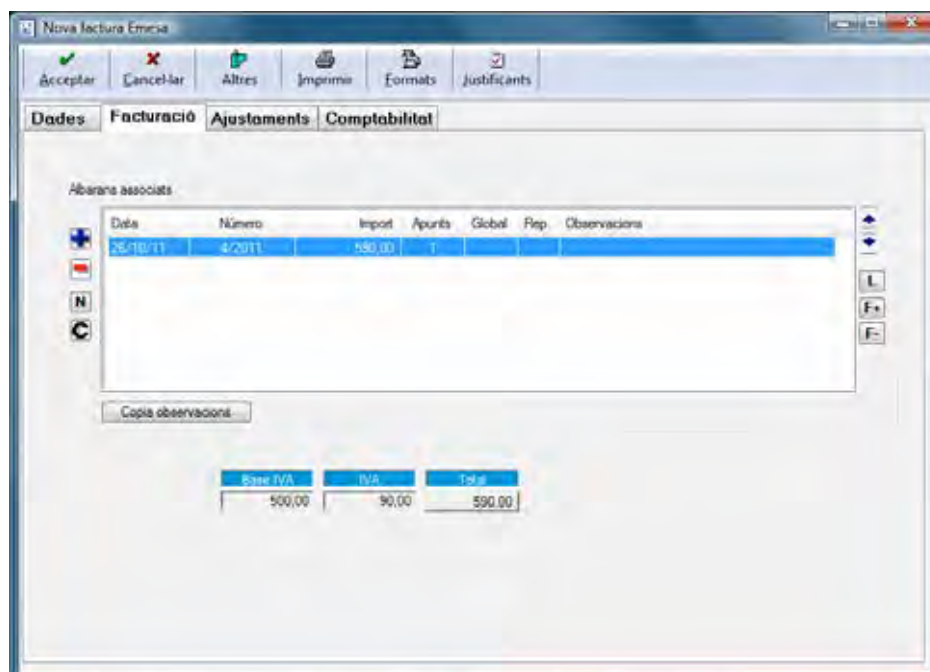 Nova factura Emesa
Acceptar Cancel·lar Altres Imprimir Formats Justificants
Dades Facturació Ajustaments Comptabilitat
Albarans associats
Data Número Import Apunts Global Rep. Observacions
26/10/11 4/2011 590,00 1
N
C
L
F+
F-
Copia observacions
Base IVA IVA Total
500,00 90,00 590,00